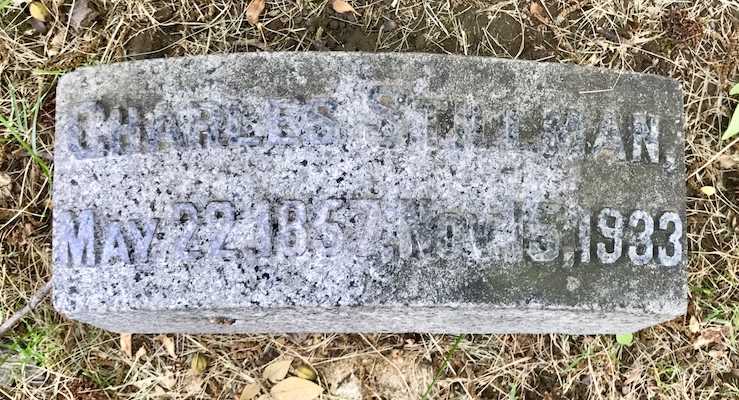 CHARLES STILLMAN,
MAY 22, 1857, NOV. 15, 1933